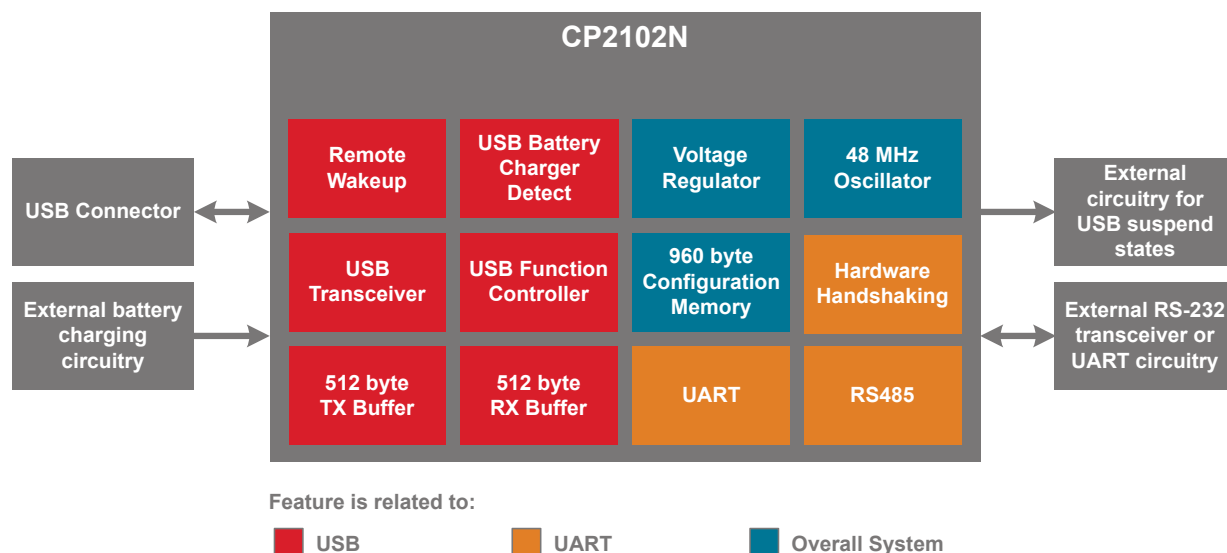 CP2102N
Remote
Wakeup
USB Battery
Charger
Detect
Voltage
Regulator
48 MHz
Oscillator
USB Connector
External
circuitry for
USB suspend
states
USB
Transceiver
USB Function
Controller
960 byte
Configuration
Memory
Hardware
Handshaking
External battery
charging
circuitry
External RS-232
transceiver or
UART circuitry
512 byte
TX Buffer
512 byte
RX Buffer
UART
RS485
Feature is related to:
USB
UART
Overall System